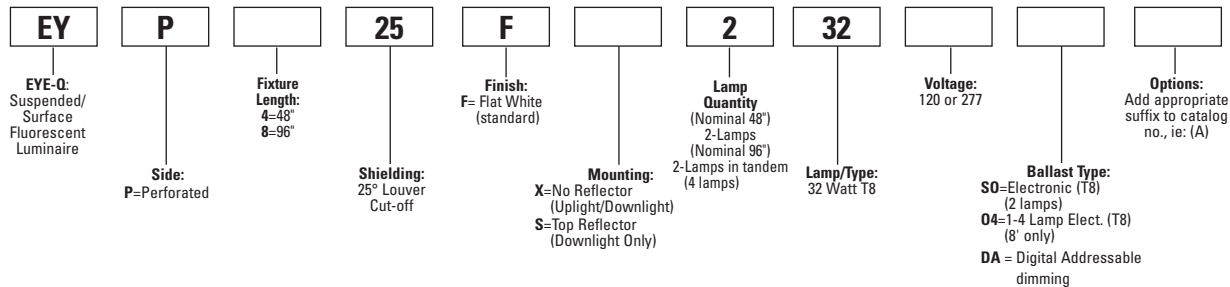 EY P 25 F 2 32
EYE-Q:
Suspended/
Surface
Fluorescent
Luminaire
Side:
P=Perforated
Fixture
Length:
4=48"
8=96"
Shielding:
25° Louver
Cut-off
Finish:
F= Flat White
(standard)
Mounting:
X=No Reflector
(Uplight/Downlight)
S=Top Reflector
(Downlight Only)
Lamp
Quantity
(Nominal 48")
2-Lamps
(Nominal 96")
2-Lamps in tandem
(4 lamps)
Lamp/Type:
32 Watt T8
Voltage:
120 or 277
Ballast Type:
SO=Electronic (T8)
(2 lamps)
O4=1-4 Lamp Elect. (T8)
(8' only)
DA = Digital Addressable
dimming
Options:
Add appropriate
suffix to catalog
no., ie: (A)